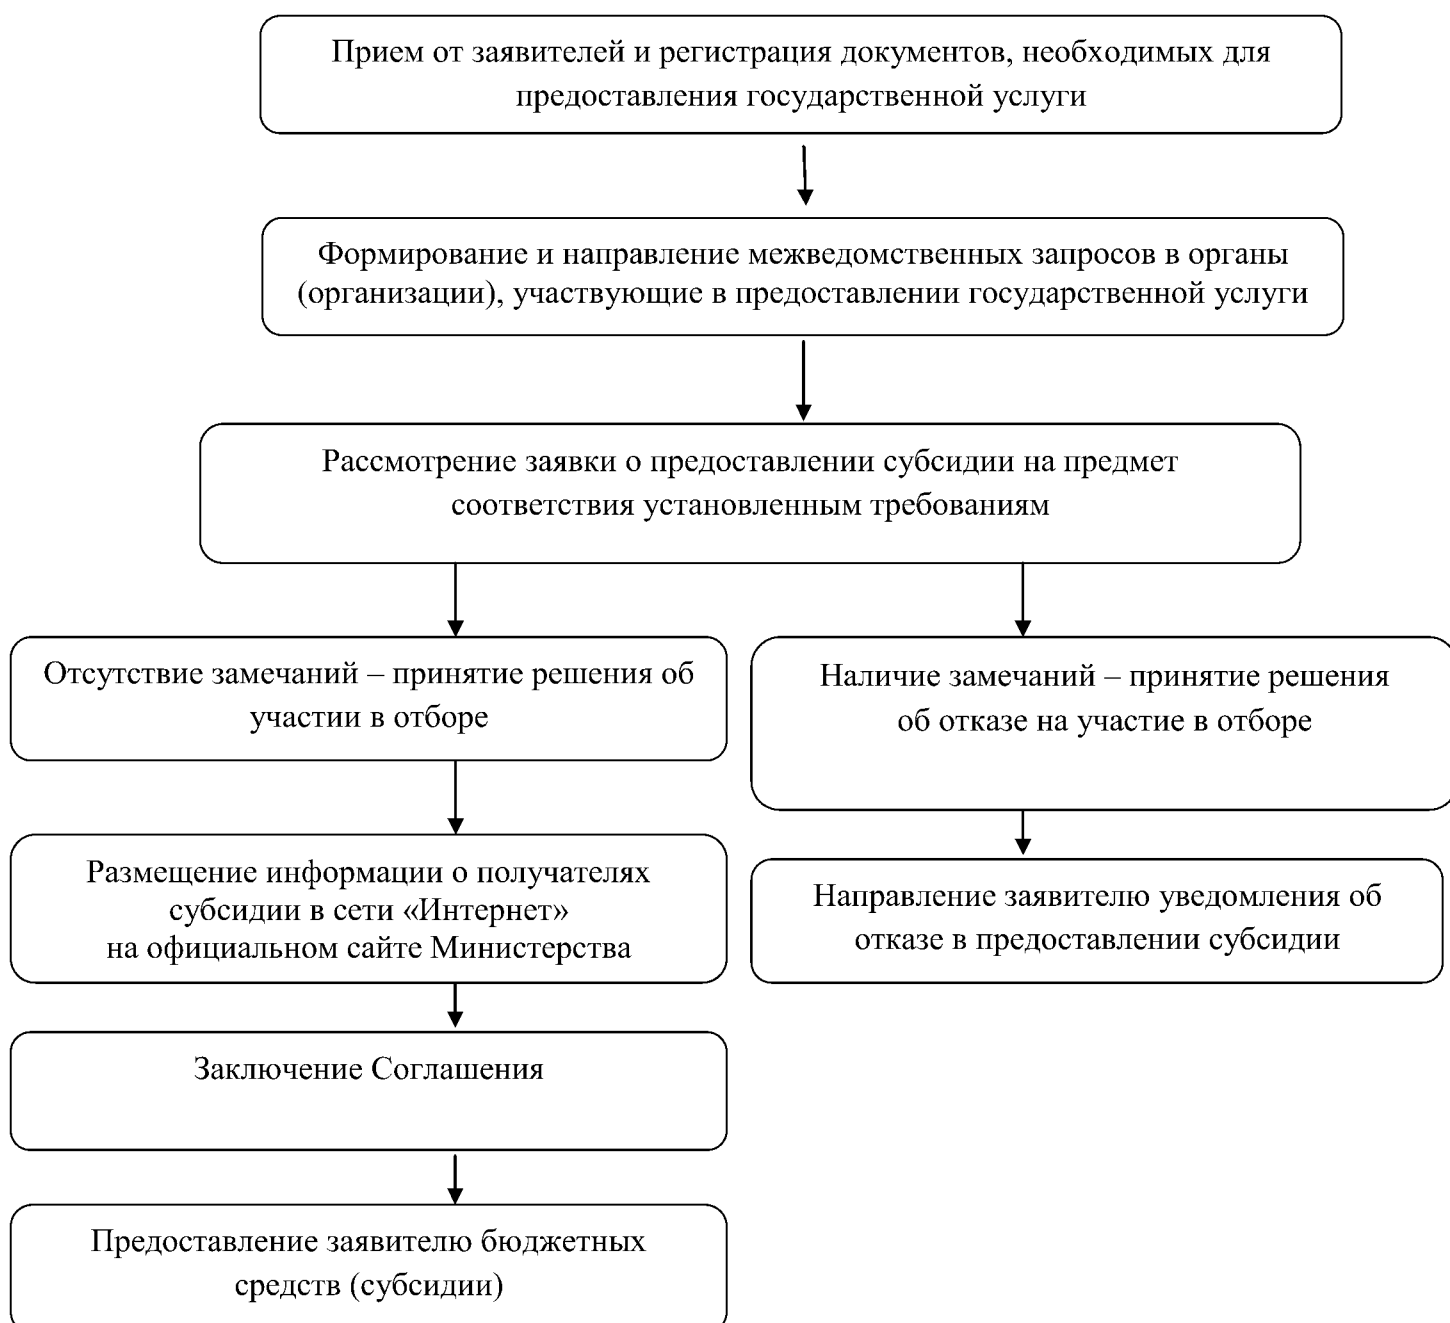 Прием от заявителей и регистрация документов, необходимых для
предоставления государственной услуги
Формирование и направление межведомственных запросов в органы
(организации), участвующие в предоставлении государственной услуги
Рассмотрение заявки о предоставлении субсидии на предмет
соответствия установленным требованиям
Отсутствие замечаний – принятие решения об
участии в отборе
Наличие замечаний – принятие решения
об отказе на участие в отборе
Размещение информации о получателях
субсидии в сети «Интернет»
на официальном сайте Министерства
Направление заявителю уведомления об
отказе в предоставлении субсидии
Заключение Соглашения
Предоставление заявителю бюджетных
средств (субсидии)